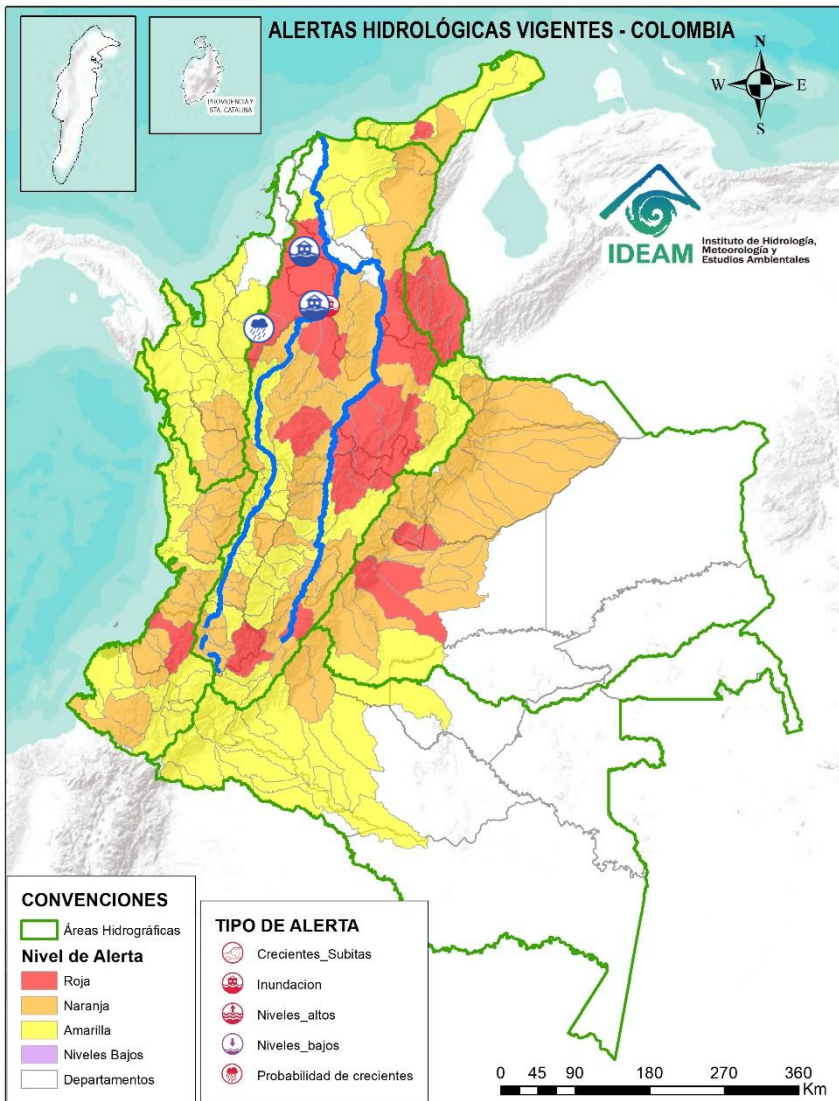 ALERTAS HIDROLÓGICAS VIGENTES - COLOMBIA
PROVIDENCIA Y
STA. CATALINA
N
W
E
S
IDEAM
Instituto de Hidrología,
Meteorología y
Estudios Ambientales
CONVENCIONES
Áreas Hidrográficas
Nivel de Alerta
Roja
Naranja
Amarilla
Niveles Bajos
Departamentos
TIPO DE ALERTA
Crecientes_Subitas
Inundacion
Niveles_altos
Niveles_bajos
Probabilidad de crecientes
0 45 90 180 270 360
Km